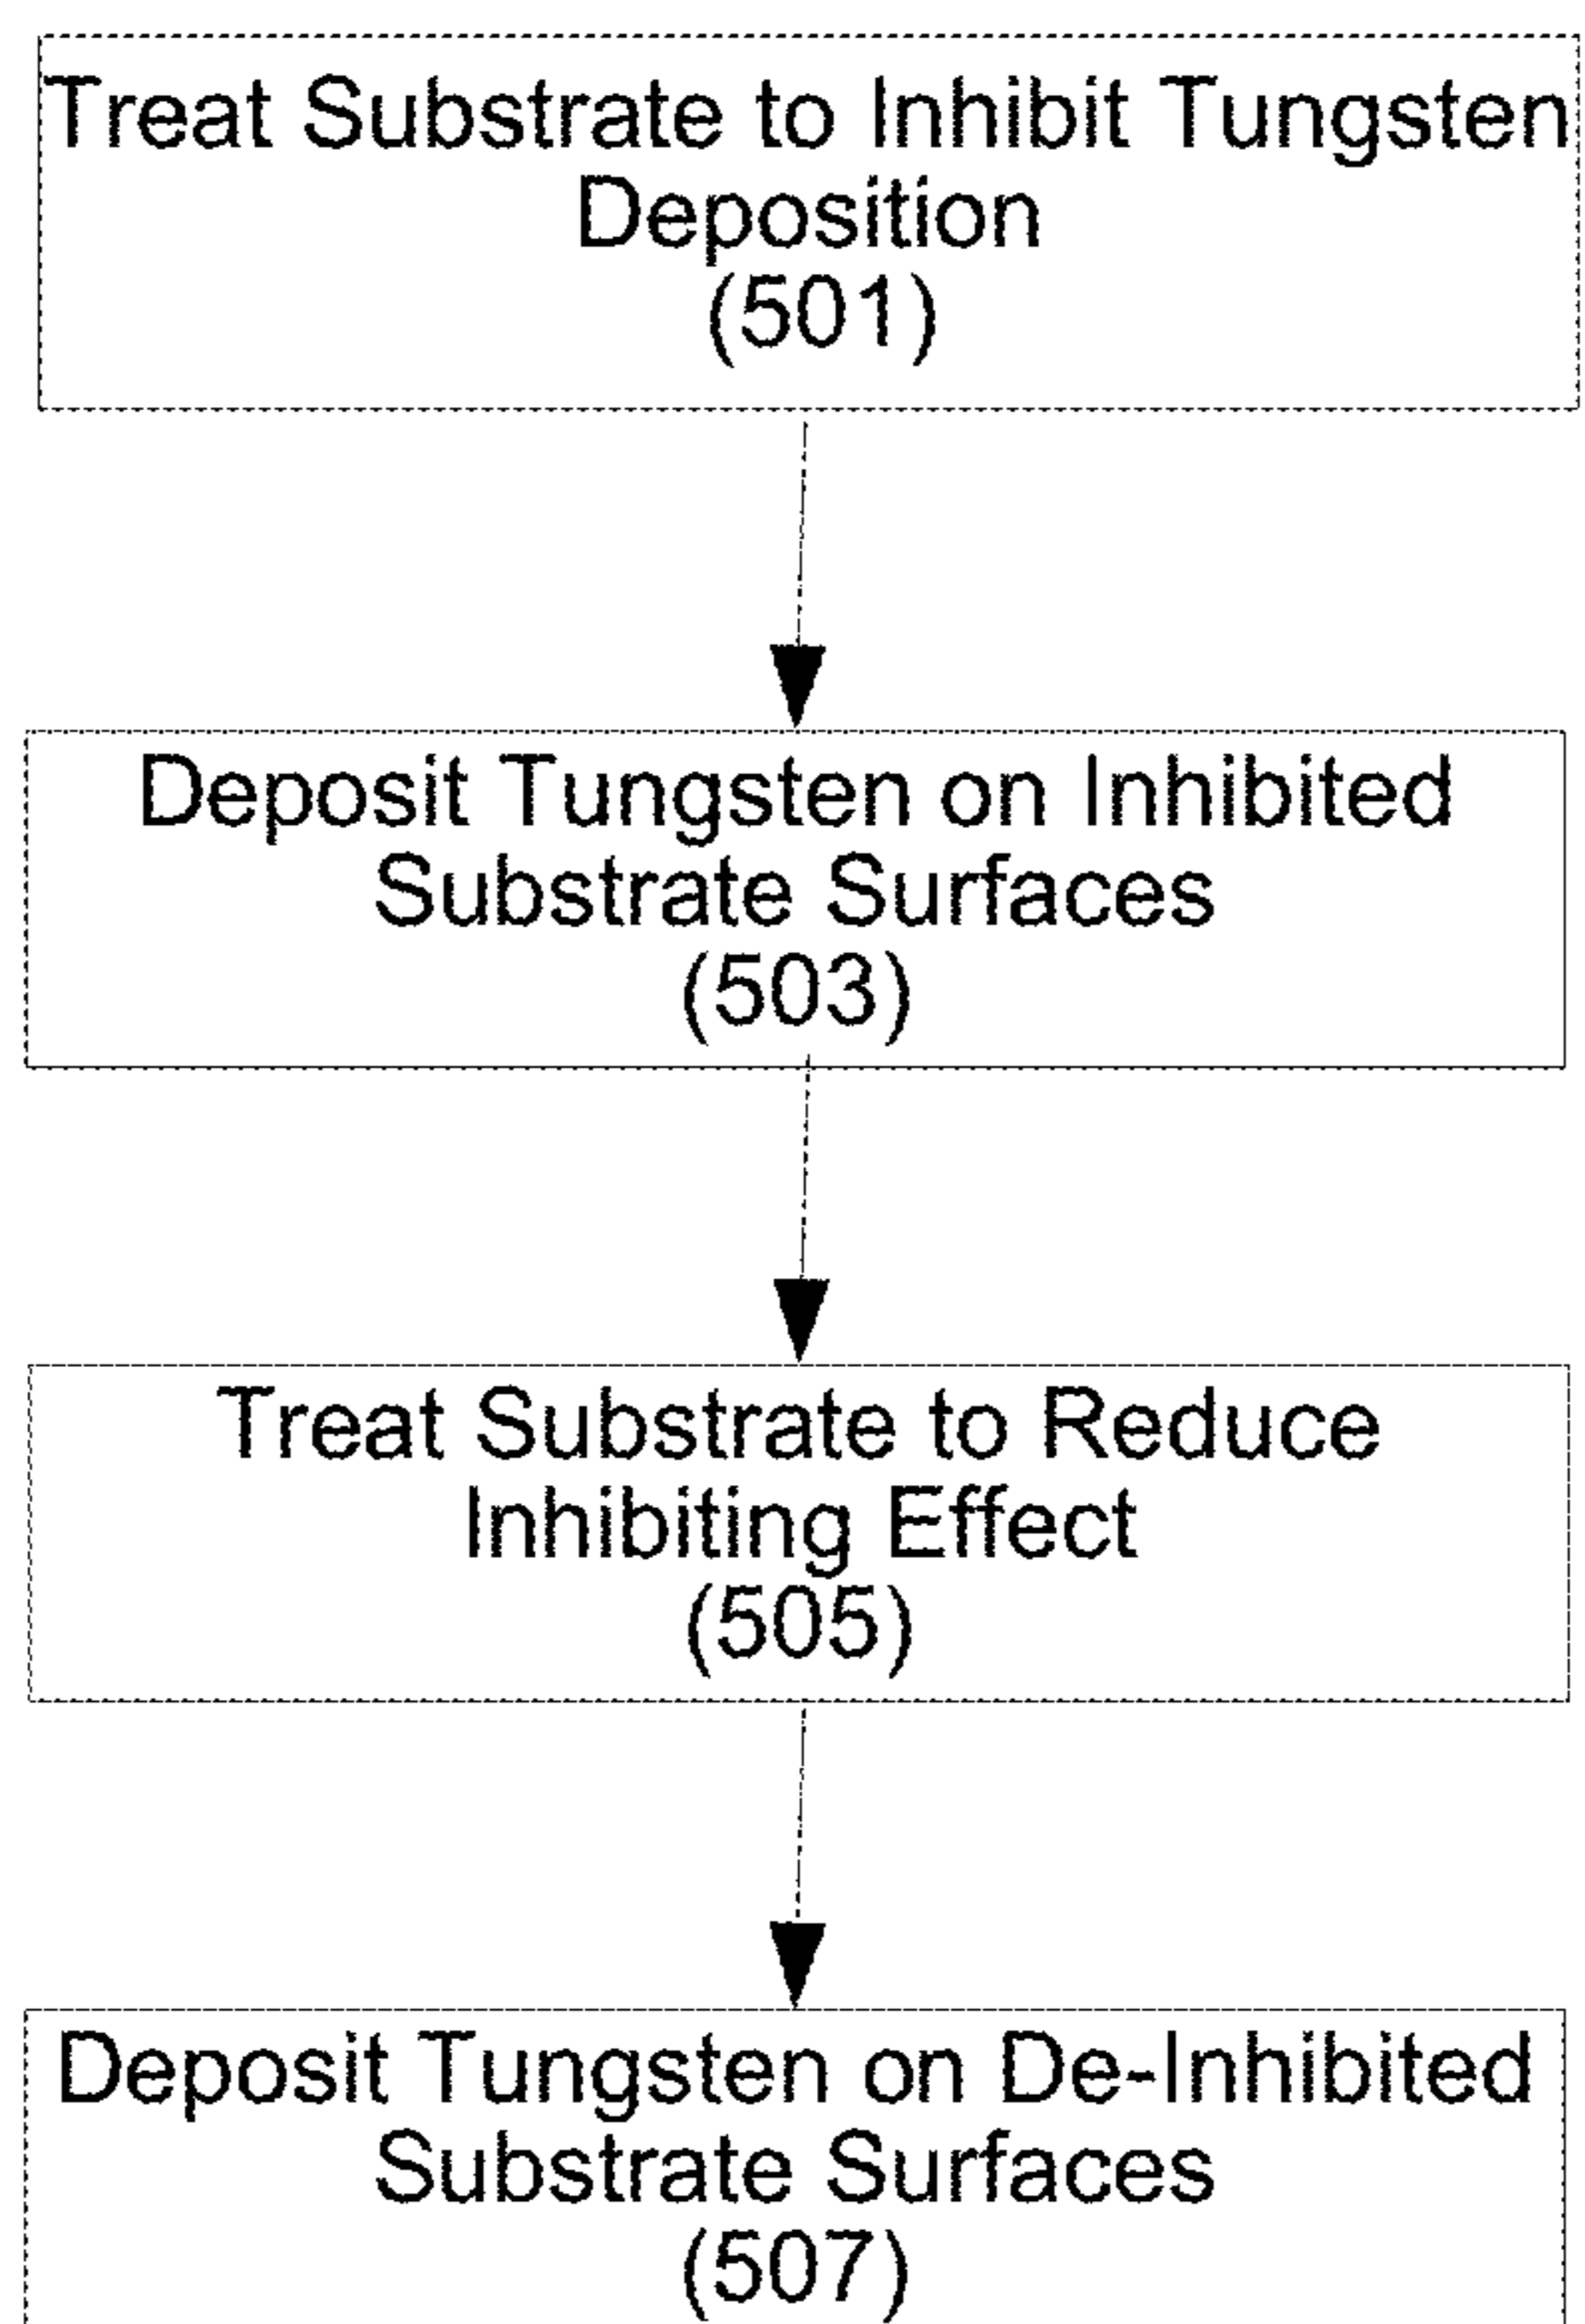 Treat Substrate to Inhibit Tungsten
Deposition
(501)
Deposit Tungsten on Inhibited
Substrate Surfaces
(503)
Treat Substrate to Reduce
Inhibiting Effect
(505)
Deposit Tungsten on De-Inhibited
Substrate Surfaces
(507)